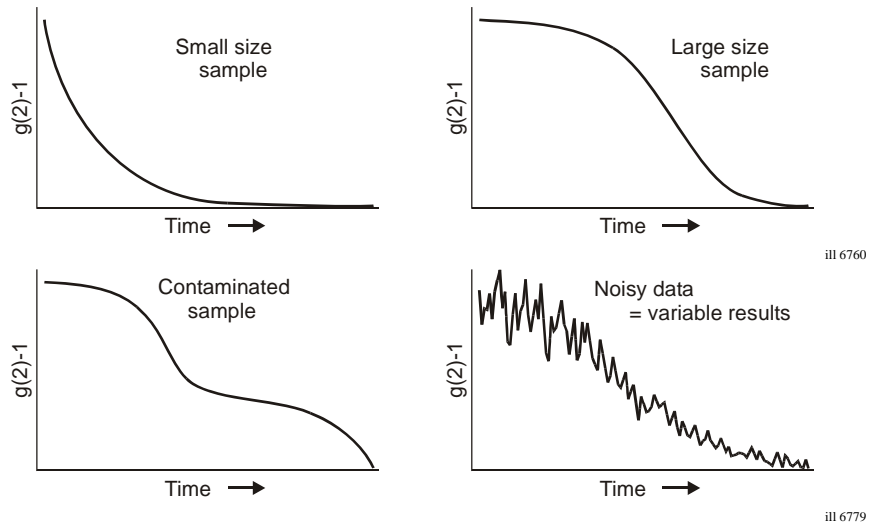 Small size
sample
g(2)-1
Time
Large size
sample
g(2)-1
Time
ill 6760
Contaminated
sample
g(2)-1
Time
Noisy data
= variable results
g(2)-1
Time
ill 6779